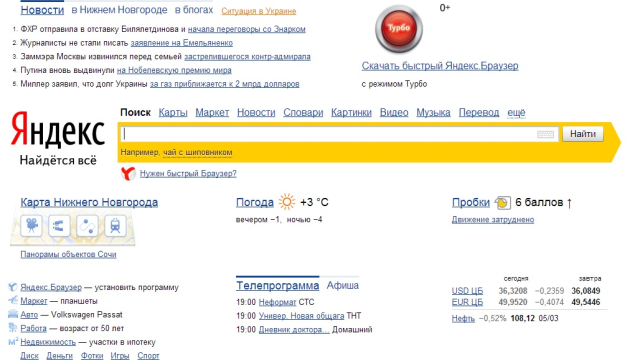 Новости в Нижнем Новгороде в блогах Ситуация в Украине
1. ФХР отправила в отставку Билялетдинова и начала переговоры со Знарком
2. Журналисты не стали писать заявление на Емельяненко
3. Заммэра Москвы извинился перед семьей застрелившегося контр-адмирала
4. Путина вновь выдвинули на Нобелевскую премию мира
5. Миллер заявил, что долг Украины за газ приближается к 2 млрд долларов
Турбо
0+
Скачать быстрый Яндекс.Браузер
с режимом Турбо
Яндекс
Найдётся всё
Поиск Карты Маркет Новости Словари Картинки Видео Музыка Перевод ещё
Найти
Например, чай с шиповником
Нужен быстрый Браузер?
Карта Нижнего Новгорода
Панорамы объектов Сочи
Погода +3 °C
вечером −1, ночью −4
Пробки 6 баллов ↑
Движение затруднено
Яндекс.Браузер — установить программу
Маркет — планшеты
Авто — Volkswagen Passat
Работа — возраст от 50 лет
м² Недвижимость — участки в ипотеку
Диск Деньги Фотки Игры Спорт
Телепрограмма Афиша
19:00 Неформат СТС
19:00 Универ. Новая общага ТНТ
19:00 Дневник доктора... Домашний
сегодня завтра
USD ЦБ 36,3208 −0,2359 36,0849
EUR ЦБ 49,9520 −0,4074 49,5446
Нефть −0,52% 108,12 05/03